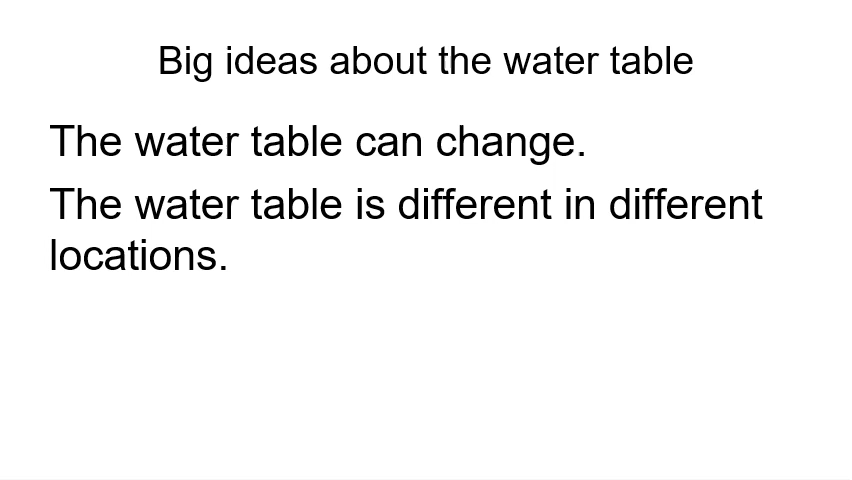 Big ideas about the water table
The water table can change.
The water table is different in different
locations.